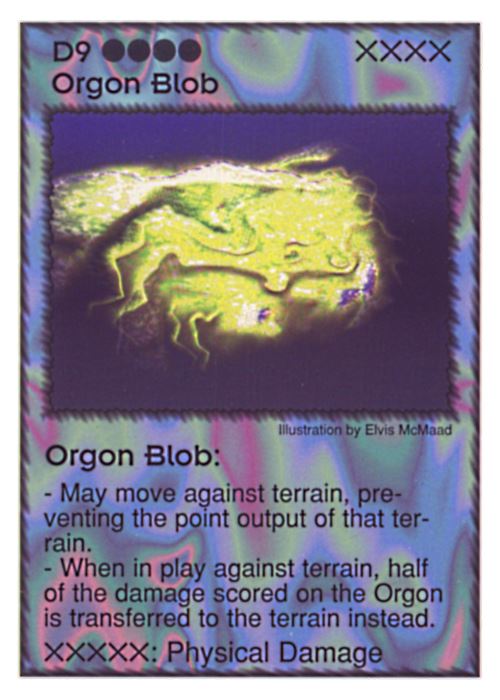 D9 ●●●● XXXX
Orgon Blob
Illustration by Elvis McMaad
Orgon Blob:
- May move against terrain, pre-
venting the point output of that ter-
rain.
- When in play against terrain, half
of the damage scored on the Orgon
is transferred to the terrain instead.
XXXXX: Physical Damage